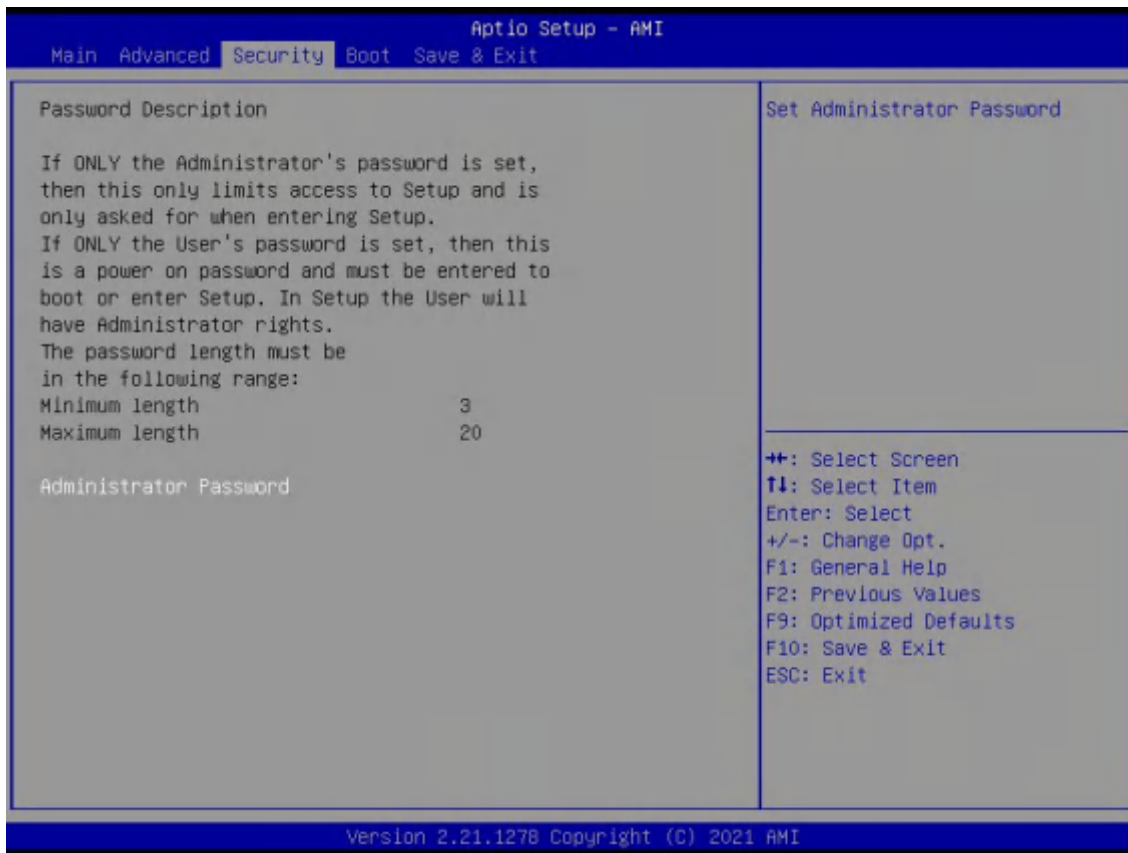 Aptio Setup - AMI
Main Advanced Security Boot Save & Exit
Password Description
If ONLY the Administrator's password is set,
then this only limits access to Setup and is
only asked for when entering Setup.
If ONLY the User's password is set, then this
is a power on password and must be entered to
boot or enter Setup. In Setup the User will
have Administrator rights.
The password length must be
in the following range:
Minimum length 3
Maximum length 20
Administrator Password
Set Administrator Password
→←: Select Screen
↑↓: Select Item
Enter: Select
+/-: Change Opt.
F1: General Help
F2: Previous Values
F9: Optimized Defaults
F10: Save & Exit
ESC: Exit
Version 2.21.1278 Copyright (C) 2021 AMI